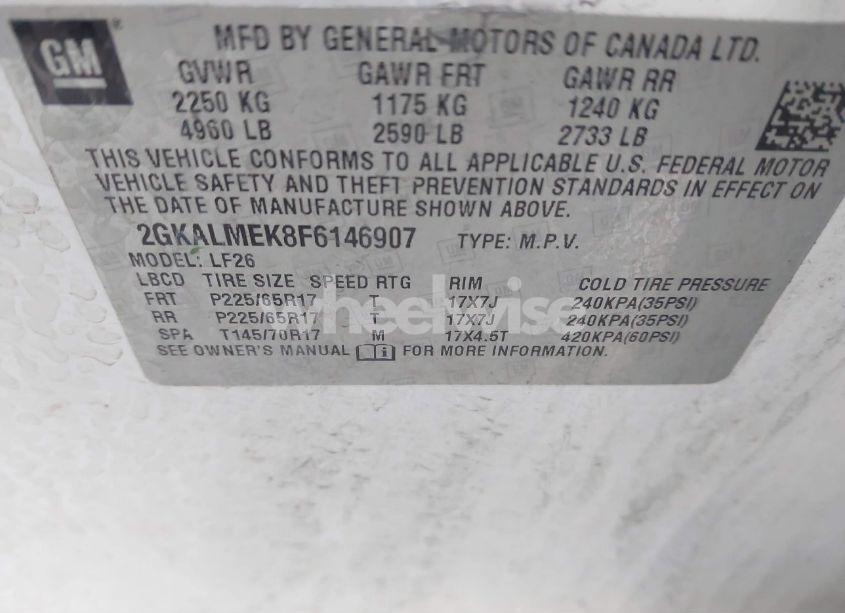 GM
MFD BY GENERAL MOTORS OF CANADA LTD.
GVWR GAWR FRT GAWR RR
2250 KG 1175 KG 1240 KG
4960 LB 2590 LB 2733 LB
THIS VEHICLE CONFORMS TO ALL APPLICABLE U.S. FEDERAL MOTOR
VEHICLE SAFETY AND THEFT PREVENTION STANDARDS IN EFFECT ON
THE DATE OF MANUFACTURE SHOWN ABOVE.
2GKALMEK8F6146907 TYPE: M.P.V.
MODEL: LF26
LBCD TIRE SIZE SPEED RTG RIM COLD TIRE PRESSURE
FRT P225/65R17 T 17X7J 240KPA(35PSI)
RR P225/65R17 T 17X7J 240KPA(35PSI)
SPA T145/70R17 M 17X4.5T 420KPA(60PSI)
SEE OWNER'S MANUAL i FOR MORE INFORMATION.
wheelwise